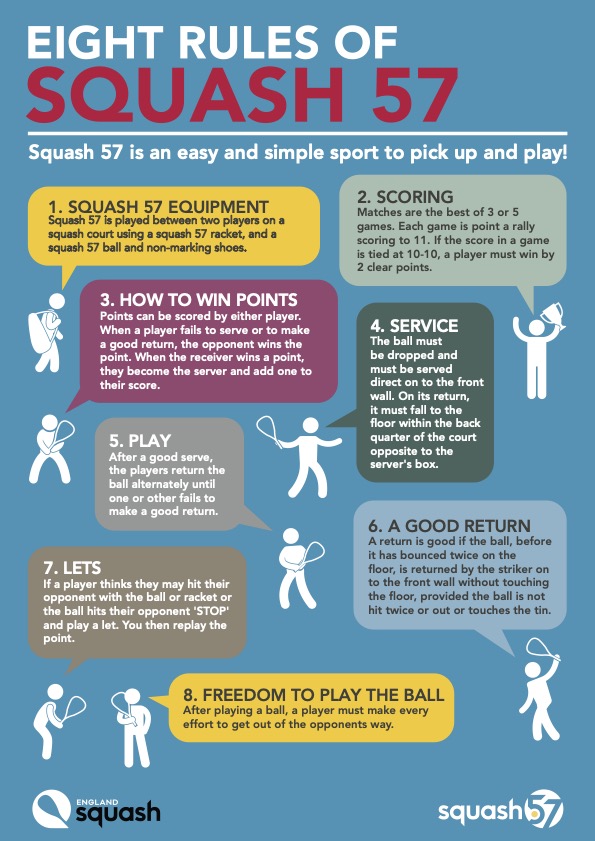 EIGHT RULES OF
SQUASH 57
Squash 57 is an easy and simple sport to pick up and play!
1. SQUASH 57 EQUIPMENT
Squash 57 is played between two players on a
squash court using a squash 57 racket, and a
squash 57 ball and non-marking shoes.
2. SCORING
Matches are the best of 3 or 5
games. Each game is point a rally
scoring to 11. If the score in a game
is tied at 10-10, a player must win by
2 clear points.
3. HOW TO WIN POINTS
Points can be scored by either player.
When a player fails to serve or to make
a good return, the opponent wins the
point. When the receiver wins a point,
they become the server and add one to
their score.
4. SERVICE
The ball must
be dropped and
must be served
direct on to the front
wall. On its return,
it must fall to the
floor within the back
quarter of the court
opposite to the
server's box.
5. PLAY
After a good serve,
the players return the
ball alternately until
one or other fails to
make a good return.
6. A GOOD RETURN
A return is good if the ball, before
it has bounced twice on the
floor, is returned by the striker on
to the front wall without touching
the floor, provided the ball is not
hit twice or out or touches the tin.
7. LETS
If a player thinks they may hit their
opponent with the ball or racket or
the ball hits their opponent 'STOP'
and play a let. You then replay the
point.
8. FREEDOM TO PLAY THE BALL
After playing a ball, a player must make every
effort to get out of the opponents way.
ENGLAND
squash
squash57